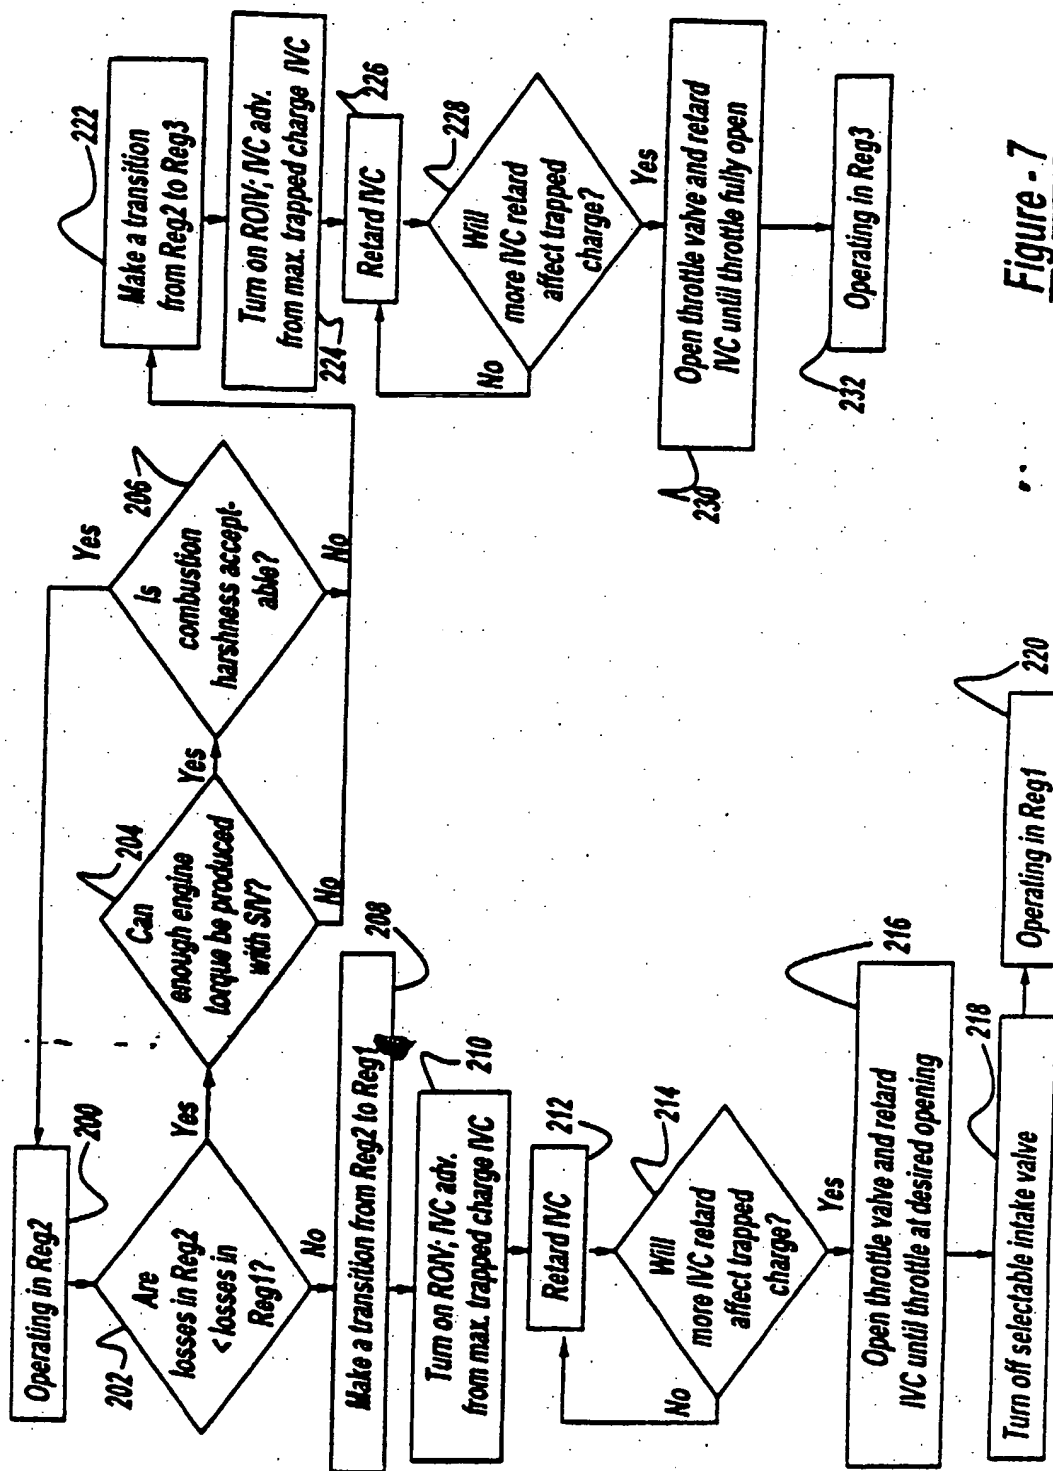 Operating in Reg2
200
Are
losses in Reg2
< losses in
Reg1?
202
Yes
No
Can
enough engine
torque be produced
with SIV?
204
Yes
No
Is
combustion
harshness accept-
able?
206
Yes
No
Make a transition from Reg2 to Reg1
208
Turn on RON; IVC adv.
from max. trapped charge IVC
210
Retard IVC
212
Will
more IVC retard
affect trapped
charge?
214
No
Yes
Open throttle valve and retard
IVC until throttle at desired opening
216
Turn off selectable intake valve
218
Operating in Reg1
220
Make a transition
from Reg2 to Reg3
222
Turn on RON; IVC adv.
from max. trapped charge IVC
224
Retard IVC
226
Will
more IVC retard
affect trapped
charge?
228
No
Yes
Open throttle valve and retard
IVC until throttle fully open
230
Operating in Reg3
232
Figure - 7